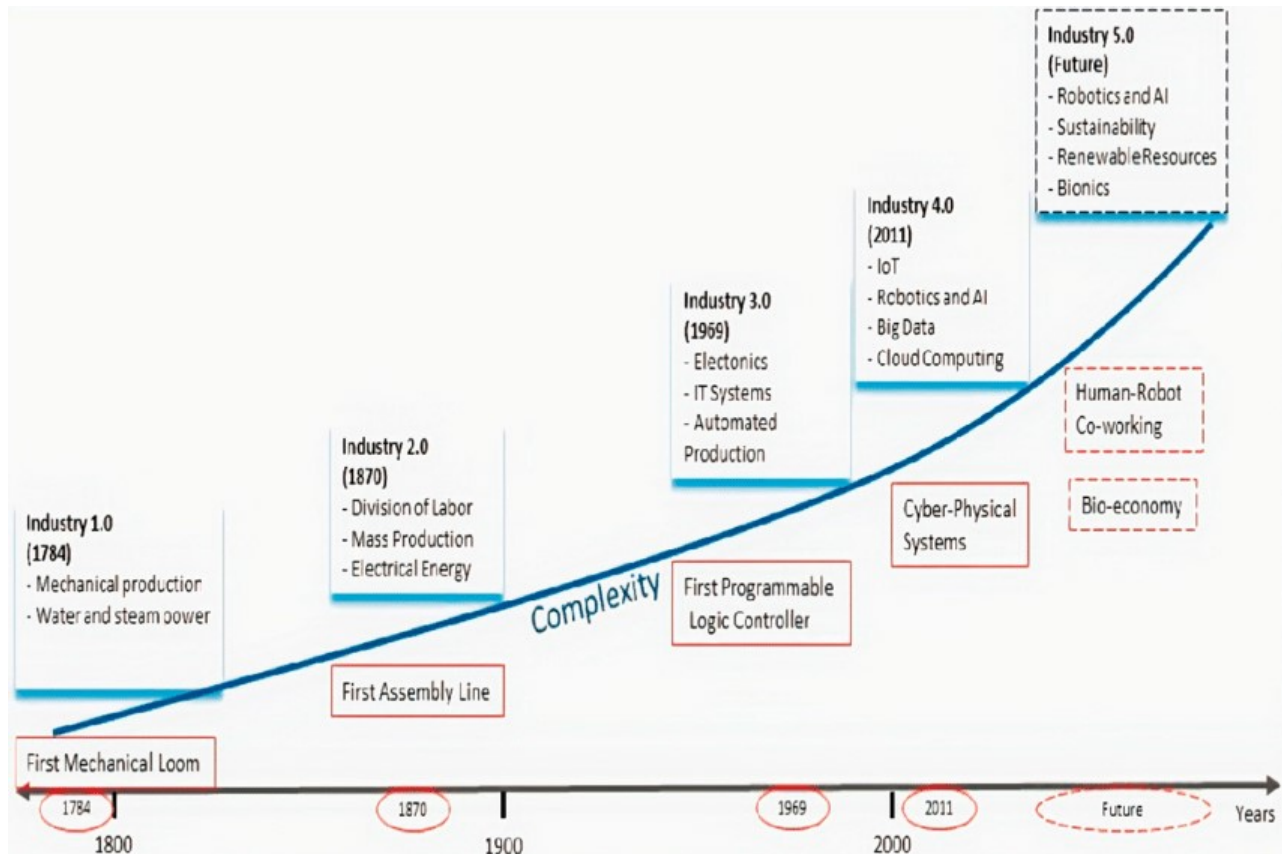 Industry 5.0
(Future)
- Robotics and AI
- Sustainability
- Renewable Resources
- Bionics
Industry 4.0
(2011)
- IoT
- Robotics and AI
- Big Data
- Cloud Computing
Industry 3.0
(1969)
- Electonics
- IT Systems
- Automated
Production
Industry 2.0
(1870)
- Division of Labor
- Mass Production
- Electrical Energy
Industry 1.0
(1784)
- Mechanical production
- Water and steam power
Complexity
Human-Robot
Co-working
Bio-economy
Cyber-Physical
Systems
First Programmable
Logic Controller
First Assembly Line
First Mechanical Loom
1784
1870
1969
2011
Future
Years
1800
1900
2000